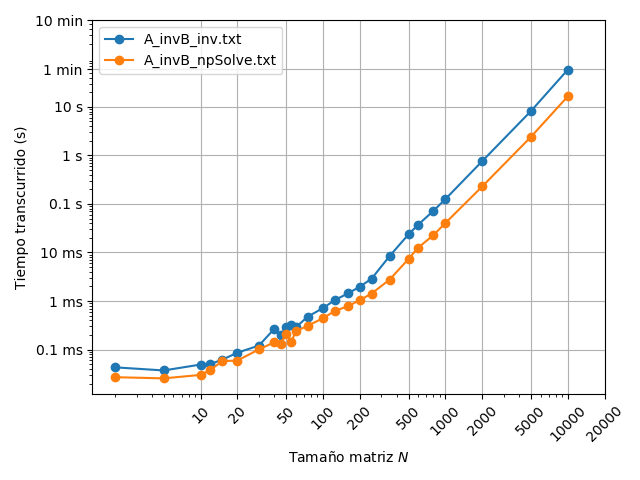 10 min
1 min
10 s
1 s
0.1 s
10 ms
1 ms
0.1 ms
Tiempo transcurrido (s)
A_invB_inv.txt
A_invB_npSolve.txt
10
20
50
100
200
500
1000
2000
5000
10000
20000
Tamaño matriz N